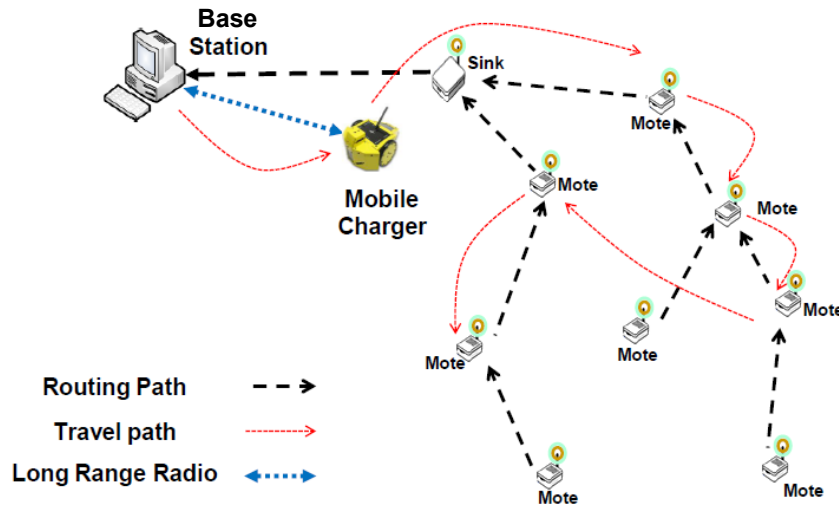 Base
Station
Sink
Mote
Mobile
Charger
Mote
Mote
Mote
Mote
Mote
Routing Path
Travel path
Long Range Radio
Mote
Mote